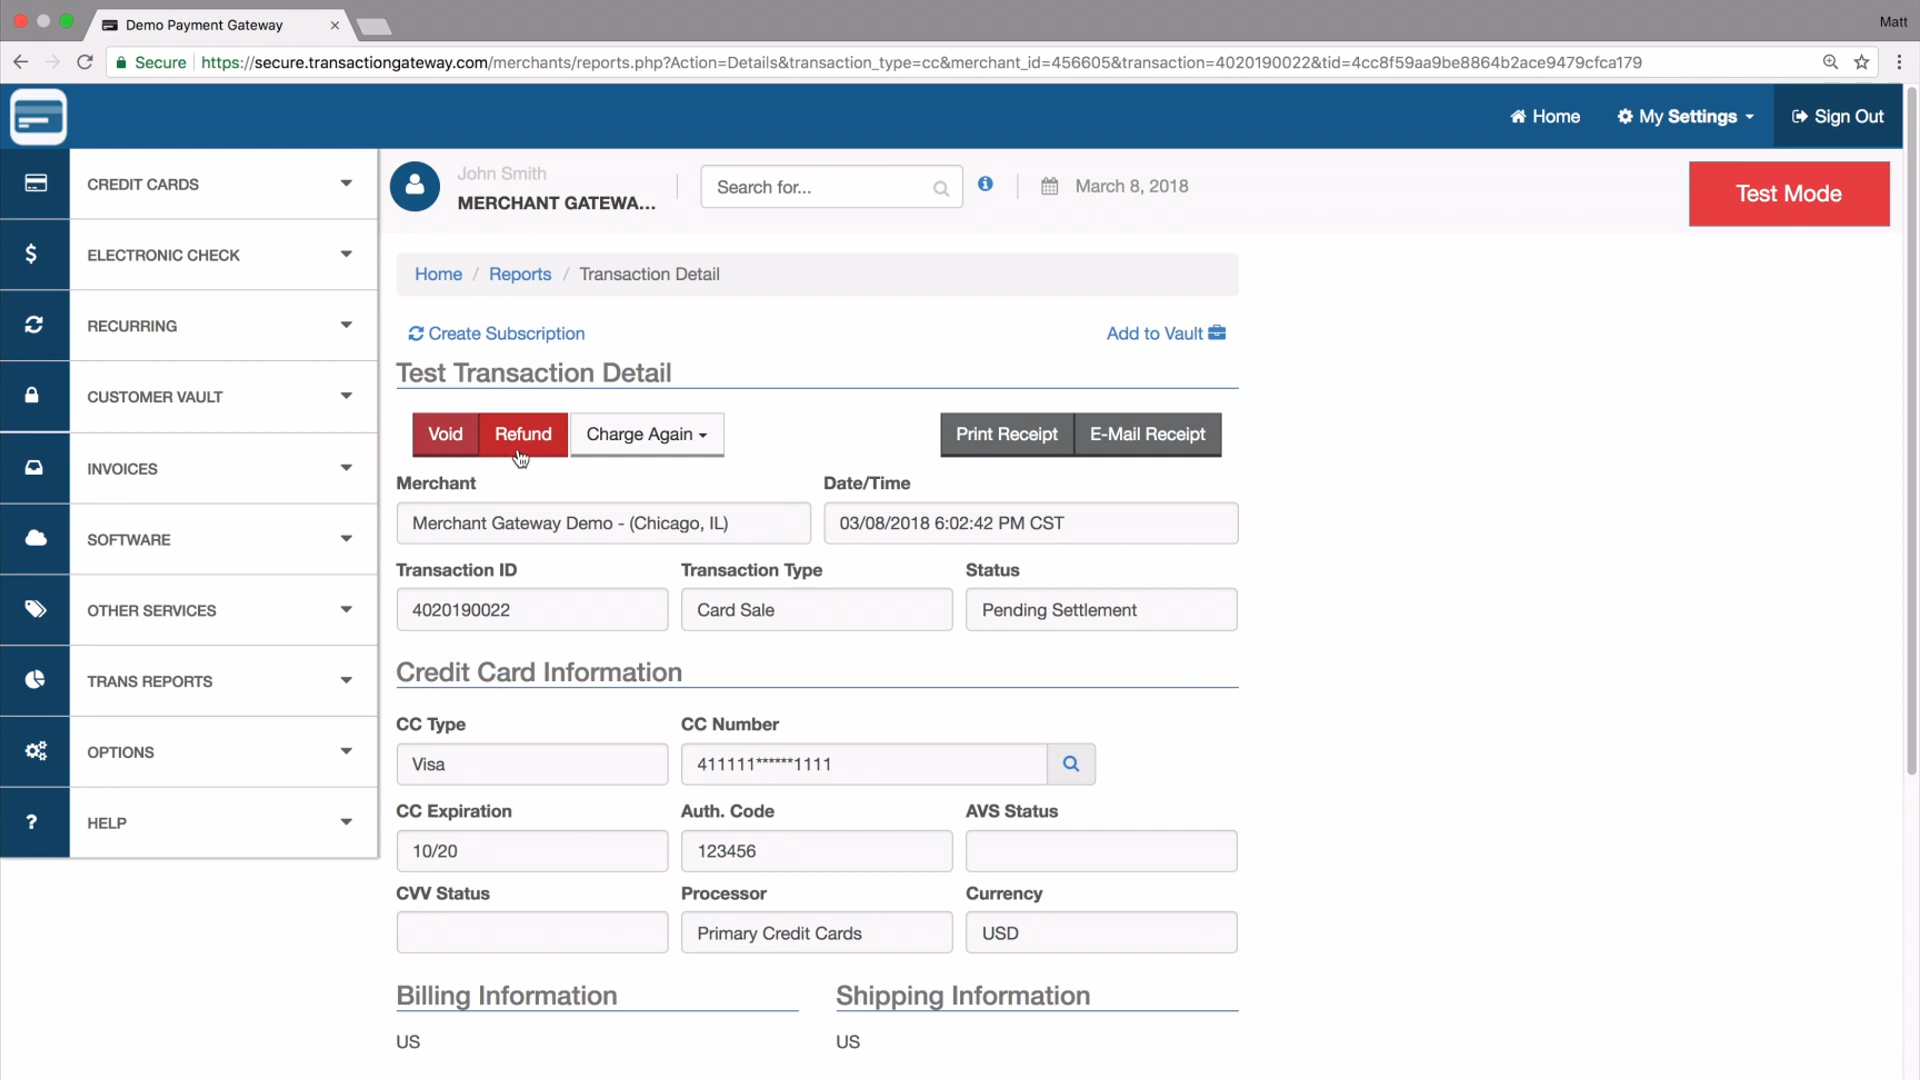 Demo Payment Gateway
Matt
Secure https://secure.transactiongateway.com/merchants/reports.php?Action=Details&transaction_type=cc&merchant_id=456605&transaction=4020190022&tid=4cc8f59aa9be8864b2ace9479cfca179
Home My Settings Sign Out
CREDIT CARDS
ELECTRONIC CHECK
RECURRING
CUSTOMER VAULT
INVOICES
SOFTWARE
OTHER SERVICES
TRANS REPORTS
OPTIONS
HELP
John Smith
MERCHANT GATEWA...
Search for...
March 8, 2018
Test Mode
Home / Reports / Transaction Detail
Create Subscription Add to Vault
Test Transaction Detail
Void Refund Charge Again Print Receipt E-Mail Receipt
Merchant Date/Time
Merchant Gateway Demo - (Chicago, IL) 03/08/2018 6:02:42 PM CST
Transaction ID Transaction Type Status
4020190022 Card Sale Pending Settlement
Credit Card Information
CC Type CC Number
Visa 411111******1111
CC Expiration Auth. Code AVS Status
10/20 123456
CVV Status Processor Currency
Primary Credit Cards USD
Billing Information Shipping Information
US US